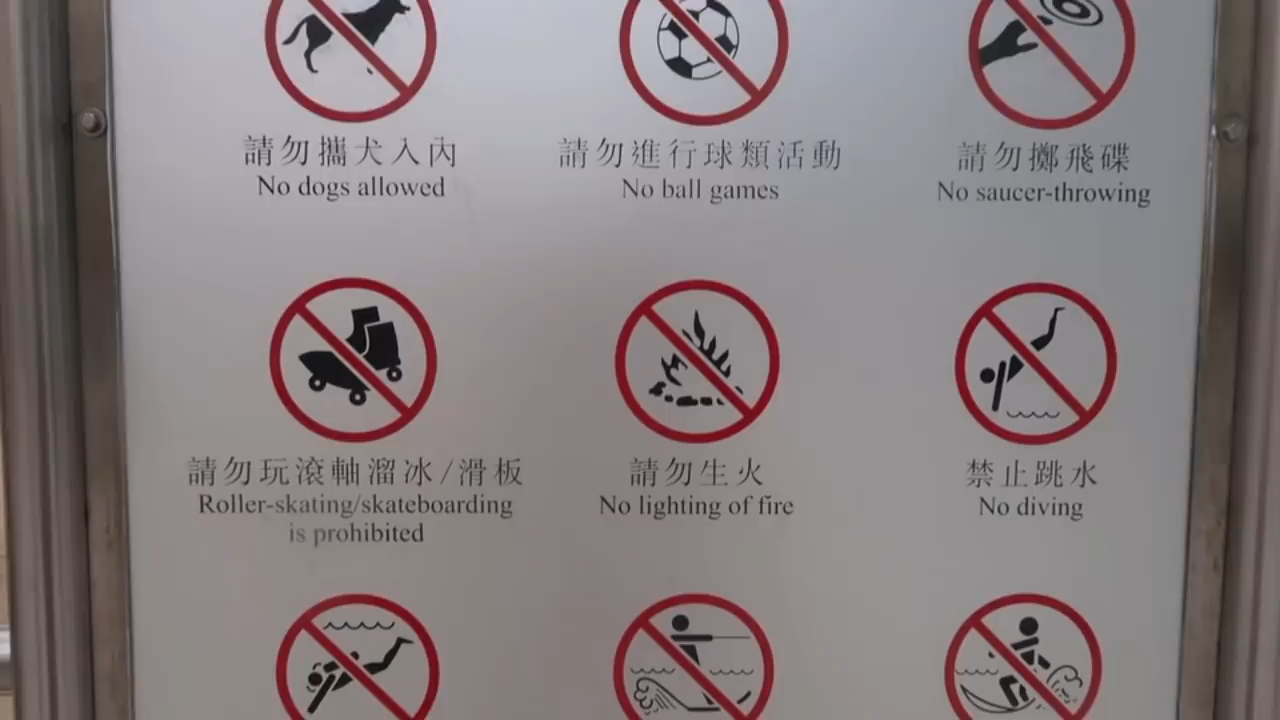 請勿攜犬入內
No dogs allowed
請勿進行球類活動
No ball games
請勿擲飛碟
No saucer-throwing
請勿玩滾軸溜冰/滑板
Roller-skating/skateboarding
is prohibited
請勿生火
No lighting of fire
禁止跳水
No diving